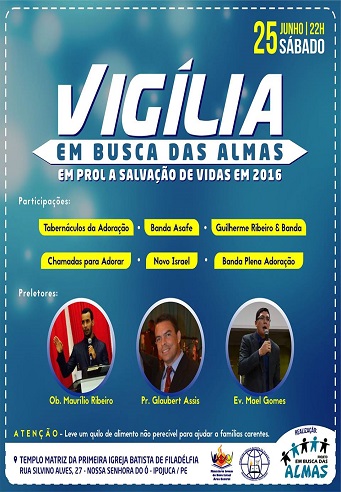 25 JUNHO | 22H
SÁBADO
VIGÍLIA
EM BUSCA DAS ALMAS
EM PROL A SALVAÇÃO DE VIDAS EM 2016
Participações:
Tabernáculos da Adoração • Banda Asafe • Guilherme Ribeiro & Banda
Chamadas para Adorar • Novo Israel • Banda Plena Adoração
Preletores:
Ob. Maurílio Ribeiro
Pr. Glaubert Assis
Ev. Mael Gomes
ATENÇÃO - Leve um quilo de alimento não perecível para ajudar a famílias carentes.
TEMPLO MATRIZ DA PRIMEIRA IGREJA BATISTA DE FILADÉLFIA
RUA SILVINO ALVES, 27 - NOSSA SENHORA DO Ó - IPOJUCA / PE
REALIZAÇÃO:
EM BUSCA DAS
ALMAS